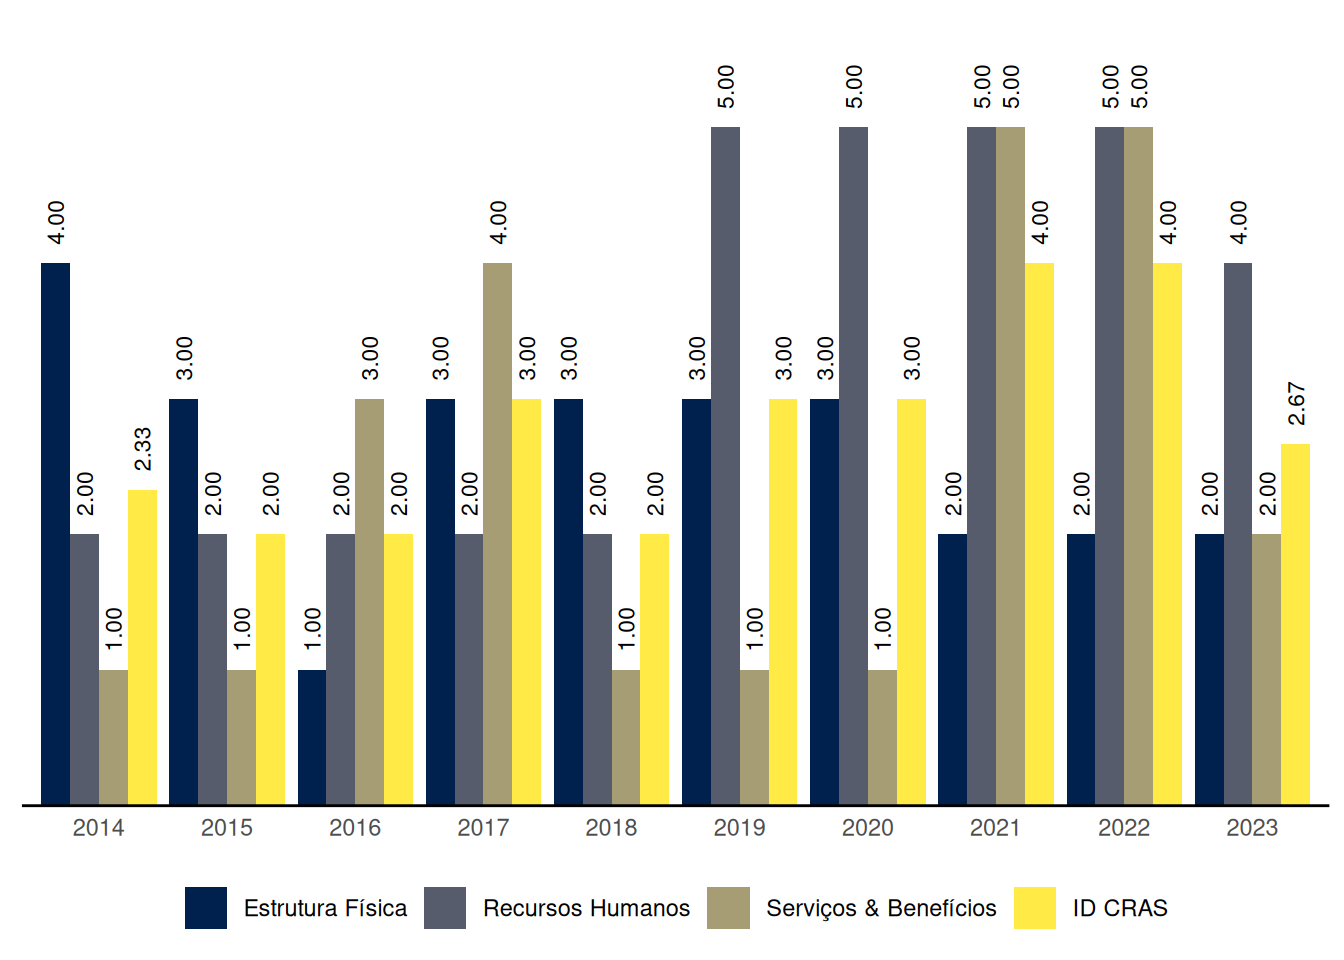 5.00 5.00 5.00 5.00 5.00 5.00
4.00 4.00 4.00 4.00 4.00
3.00 3.00 3.00 3.00 3.00 3.00 3.00 3.00 3.00
2.67
2.33
2.00 2.00 2.00 2.00 2.00 2.00 2.00 2.00 2.00 2.00 2.00 2.00
1.00 1.00 1.00 1.00 1.00 1.00
2014 2015 2016 2017 2018 2019 2020 2021 2022 2023
Estrutura Física Recursos Humanos Serviços & Benefícios ID CRAS